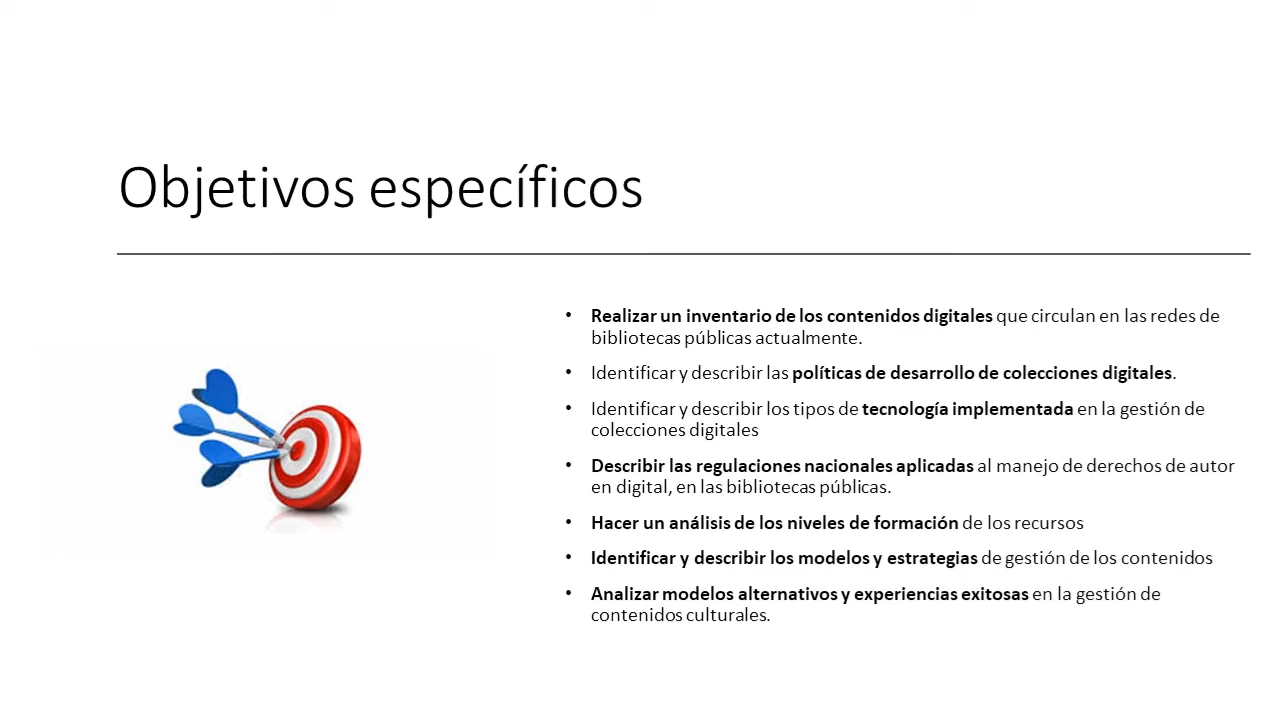 Objetivos específicos
• Realizar un inventario de los contenidos digitales que circulan en las redes de
bibliotecas públicas actualmente.
• Identificar y describir las políticas de desarrollo de colecciones digitales.
• Identificar y describir los tipos de tecnología implementada en la gestión de
colecciones digitales
• Describir las regulaciones nacionales aplicadas al manejo de derechos de autor
en digital, en las bibliotecas públicas.
• Hacer un análisis de los niveles de formación de los recursos
• Identificar y describir los modelos y estrategias de gestión de los contenidos
• Analizar modelos alternativos y experiencias exitosas en la gestión de
contenidos culturales.